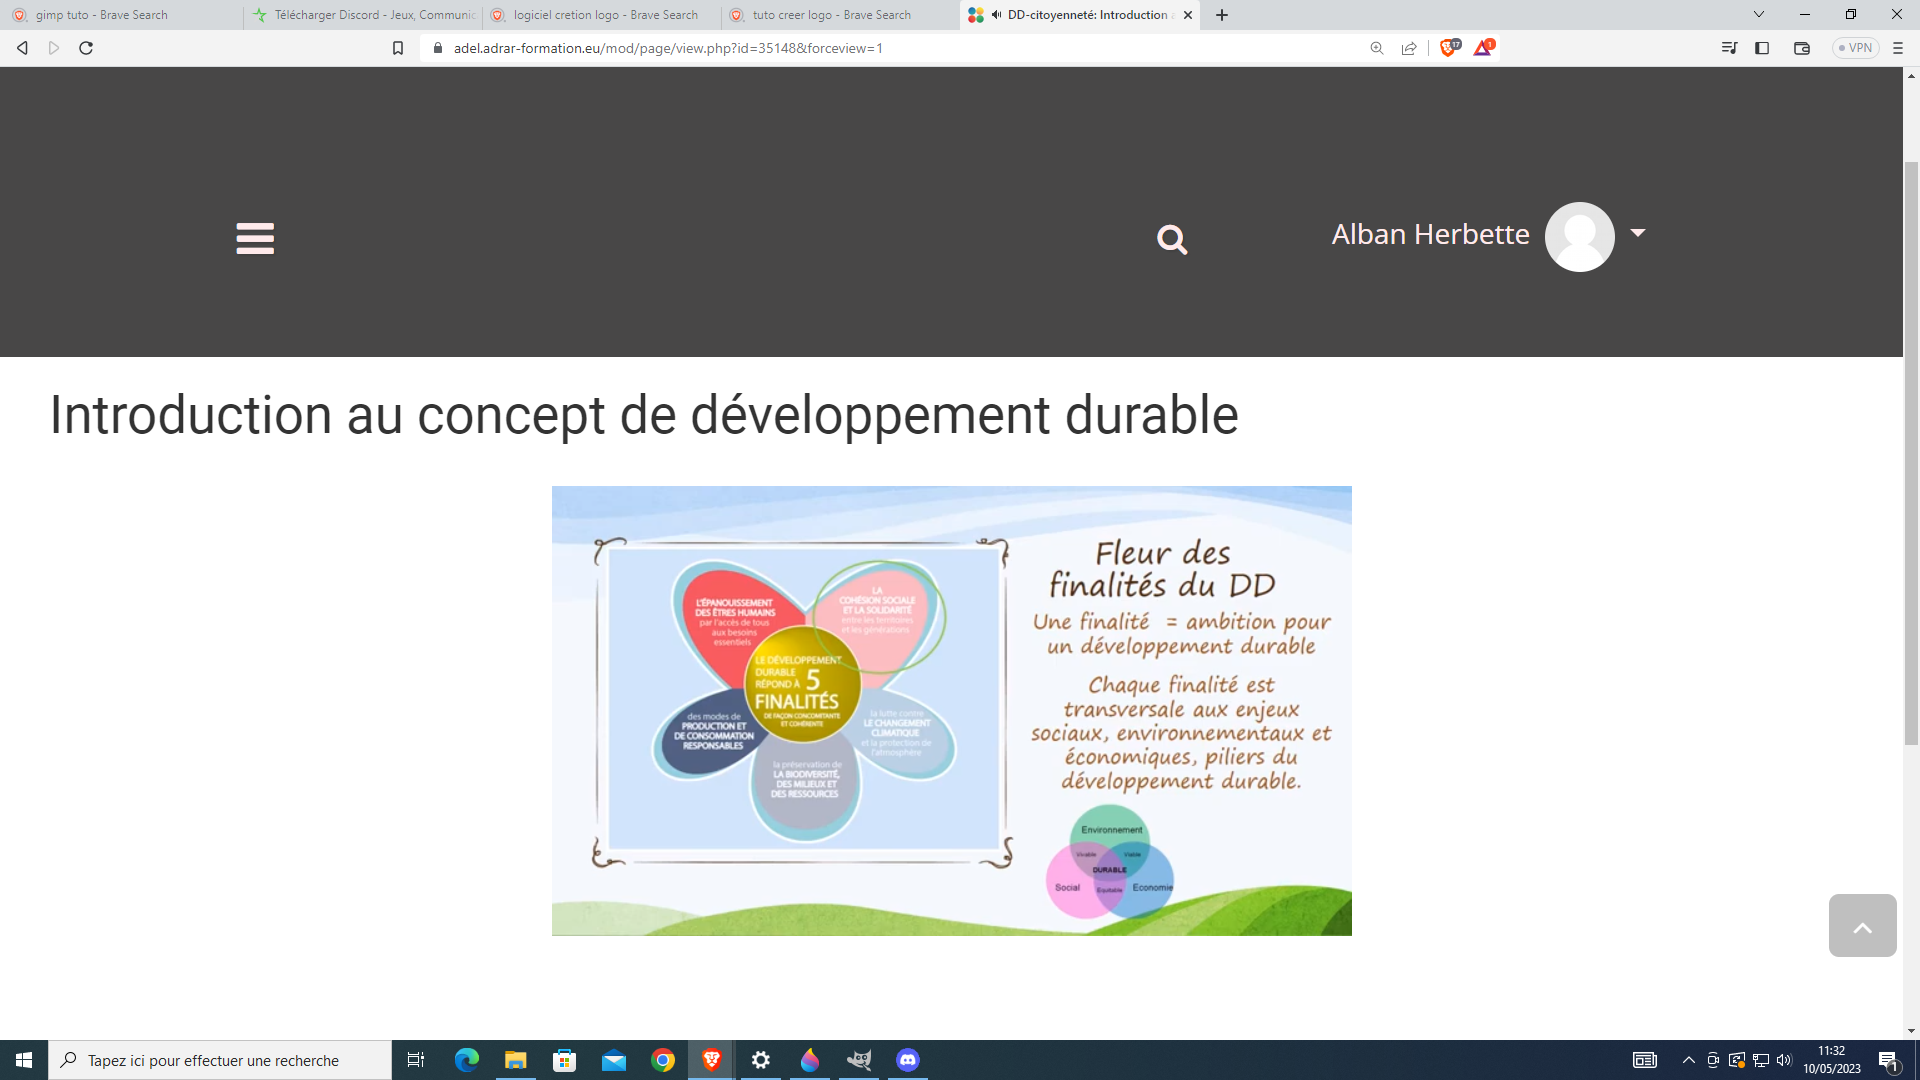 gimp tuto - Brave Search
Télécharger Discord - Jeux, Communic
logiciel cretion logo - Brave Search
tuto creer logo - Brave Search
DD-citoyenneté: Introduction
adel.adrar-formation.eu/mod/page/view.php?id=35148&forceview=1
17
1
VPN
Alban Herbette
Introduction au concept de développement durable
L'ÉPANOUISSEMENT
DES ÊTRES HUMAINS
par l'accès de tous
aux besoins
essentiels
LA
COHÉSION SOCIALE
ET LA SOLIDARITÉ
entre les territoires
et les générations
LE DÉVELOPPEMENT
DURABLE
RÉPOND À 5
FINALITÉS
DE FAÇON CONCOMITANTE
ET COHÉRENTE
des modes de
PRODUCTION ET
DE CONSOMMATION
RESPONSABLES
la lutte contre
LE CHANGEMENT
CLIMATIQUE
et la protection de
l'atmosphère
la préservation de
LA BIODIVERSITÉ,
DES MILIEUX ET
DES RESSOURCES
Fleur des
finalités du DD
Une finalité = ambition pour
un développement durable
Chaque finalité est
transversale aux enjeux
sociaux, environnementaux et
économiques, piliers du
développement durable.
Environnement
Vivable
Viable
DURABLE
Social
Equitable
Economie
Tapez ici pour effectuer une recherche
11:32
10/05/2023
1